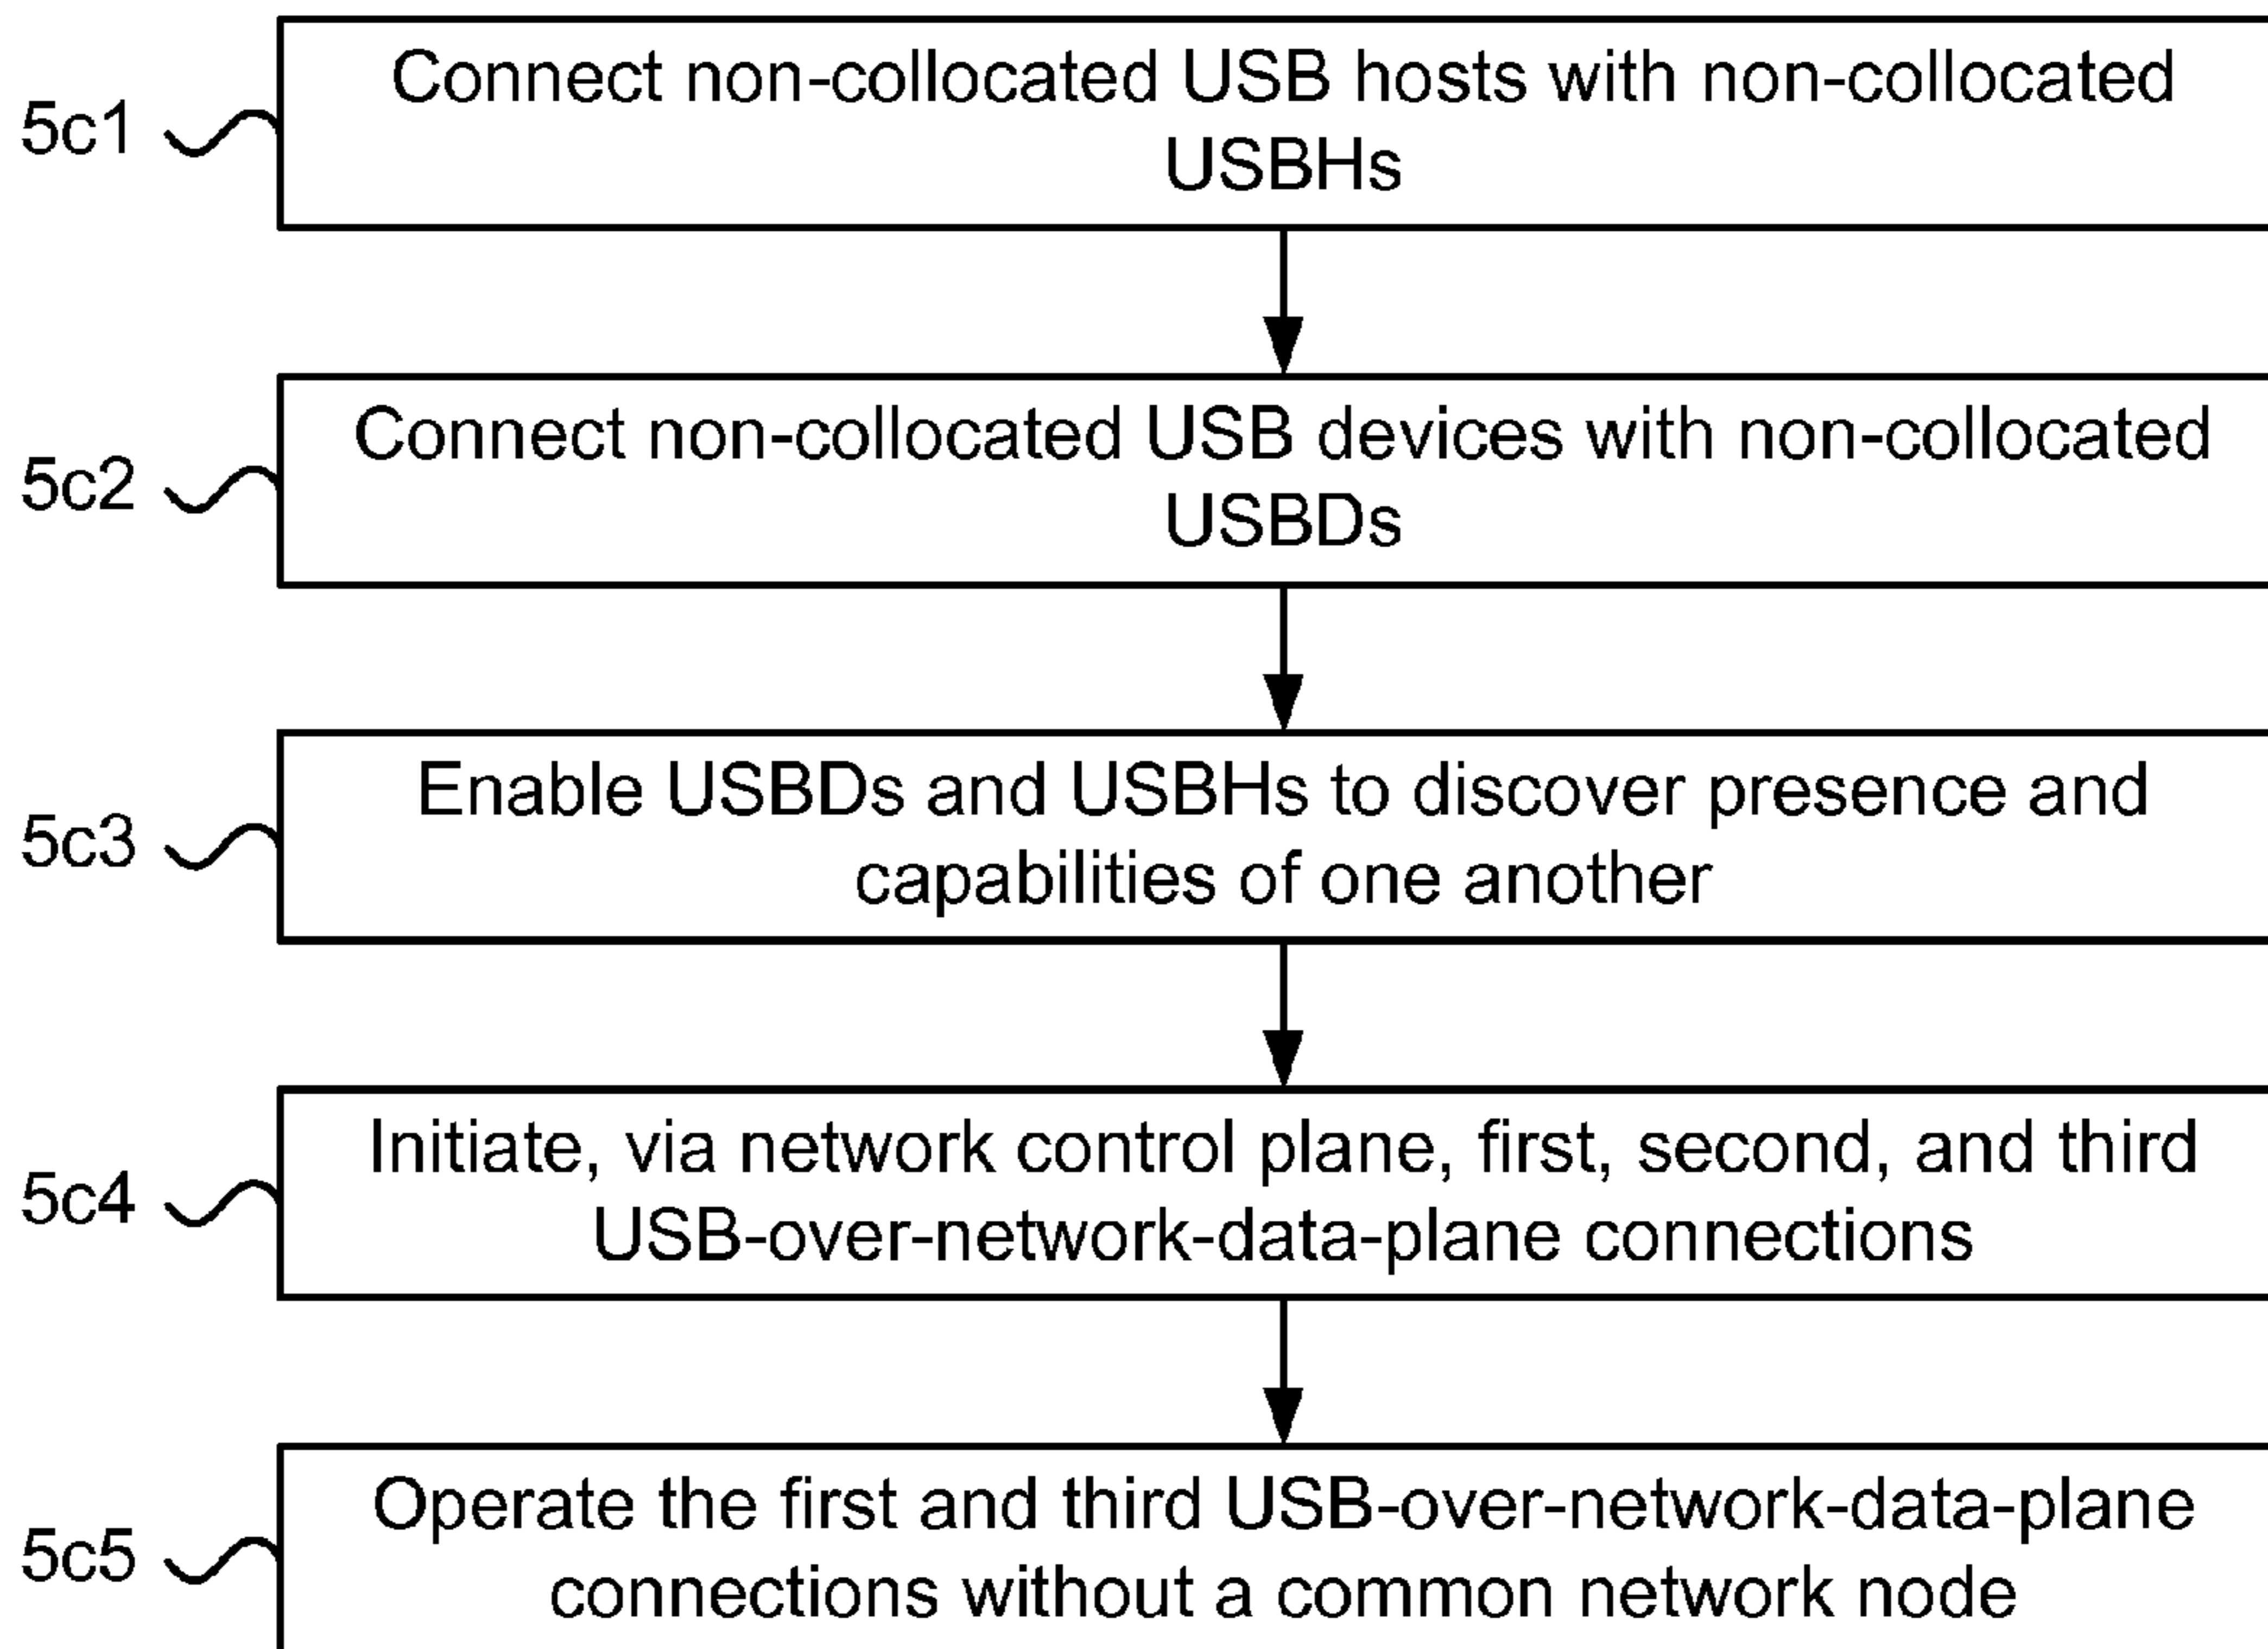 Connect non-collocated USB hosts with non-collocated
5c1
USBHs
Connect non-collocated USB devices with non-collocated
5c2
USBDs
Enable USBDs and USBHs to discover presence and
5c3
capabilities of one another
Initiate, via network control plane, first, second, and third
5c4
USB-over-network-data-plane connections
Operate the first and third USB-over-network-data-plane
5c5
connections without a common network node